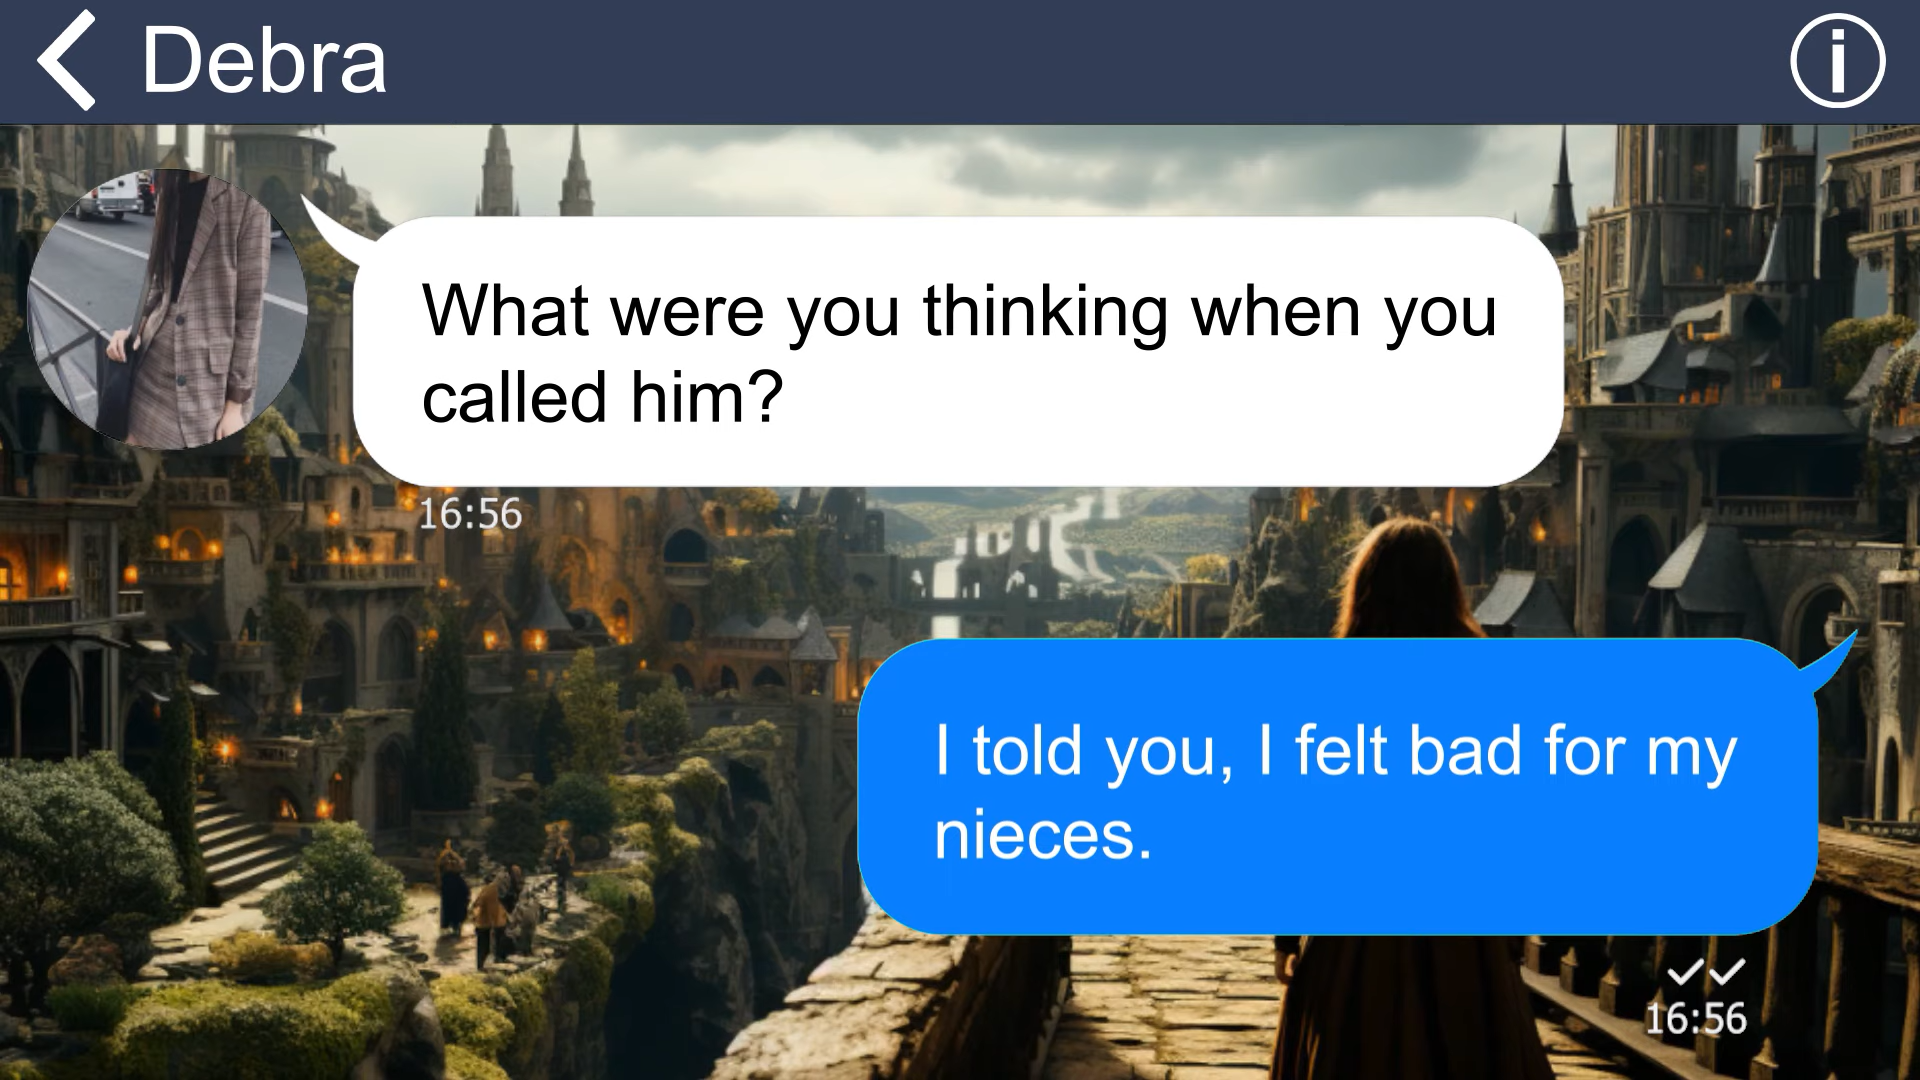 Debra
What were you thinking when you
called him?
16:56
I told you, I felt bad for my
nieces.
16:56